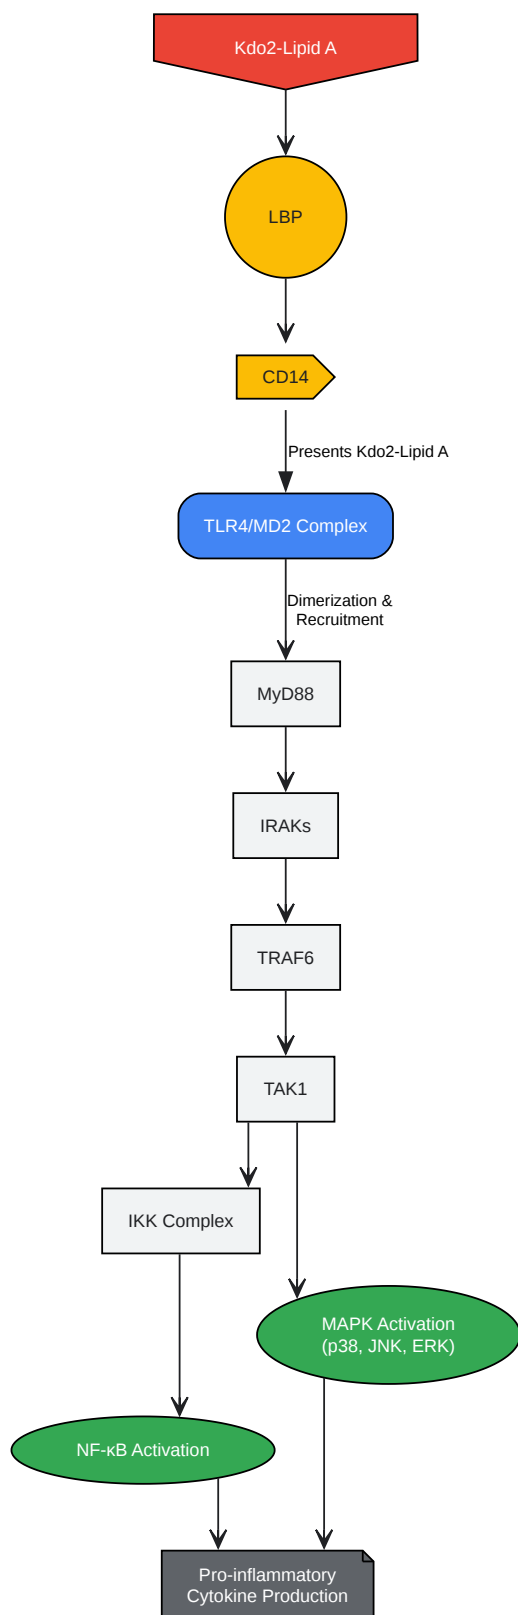 Kdo2-Lipid A
LBP
CD14
Presents Kdo2-Lipid A
TLR4/MD2 Complex
Dimerization &
Recruitment
MyD88
IRAKs
TRAF6
TAK1
IKK Complex
MAPK Activation
(p38, JNK, ERK)
NF-κB Activation
Pro-inflammatory
Cytokine Production